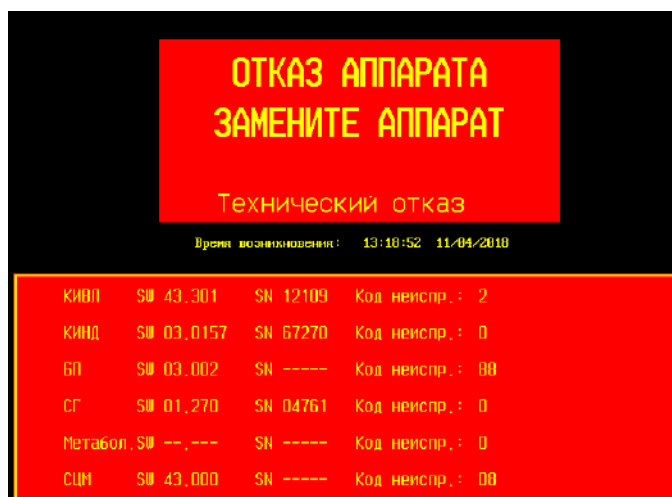 ОТКАЗ АППАРАТА
ЗАМЕНИТЕ АППАРАТ
Технический отказ
Время возникновения: 13:18:52 11/04/2018
КИВЛ SW 43.301 SN 12109 Код неиспр.: 2
КИНД SW 03.0157 SN 67270 Код неиспр.: 0
БП SW 03.002 SN ----- Код неиспр.: 88
СГ SW 01.270 SN 04761 Код неиспр.: 0
Метабол. SW --.--- SN ----- Код неиспр.: 0
СЦМ SW 43.000 SN ----- Код неиспр.: D8